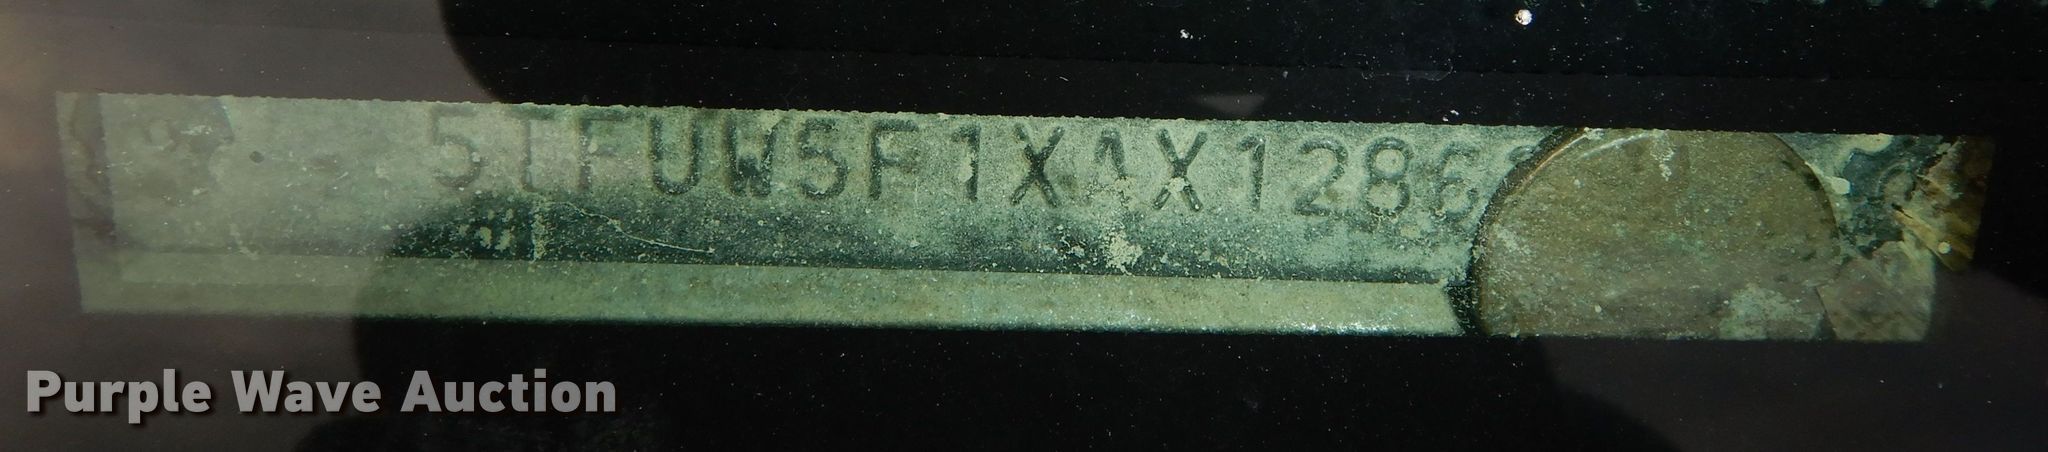 5TFUW5F1XAX1286
Purple Wave Auction